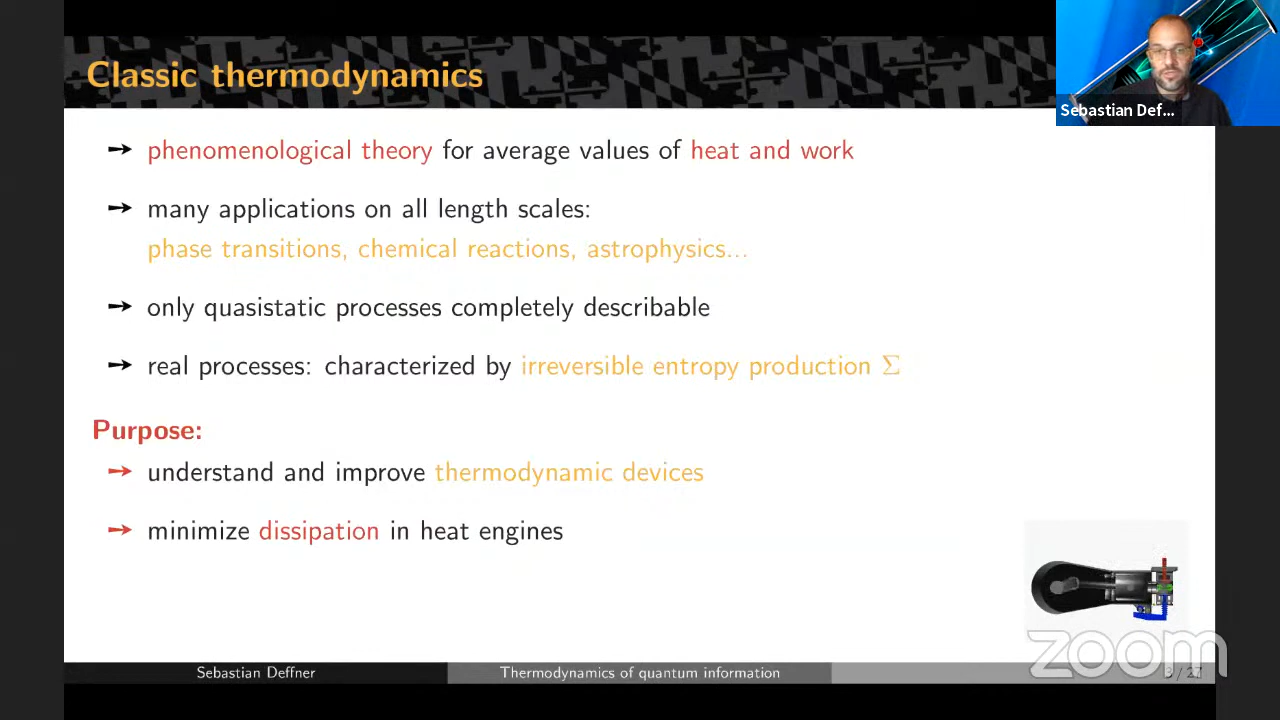 Classic thermodynamics
Sebastian Def...
→ phenomenological theory for average values of heat and work
→ many applications on all length scales:
phase transitions, chemical reactions, astrophysics...
→ only quasistatic processes completely describable
→ real processes: characterized by irreversible entropy production Σ
Purpose:
→ understand and improve thermodynamic devices
→ minimize dissipation in heat engines
zoom
Sebastian Deffner
Thermodynamics of quantum information
3 / 27